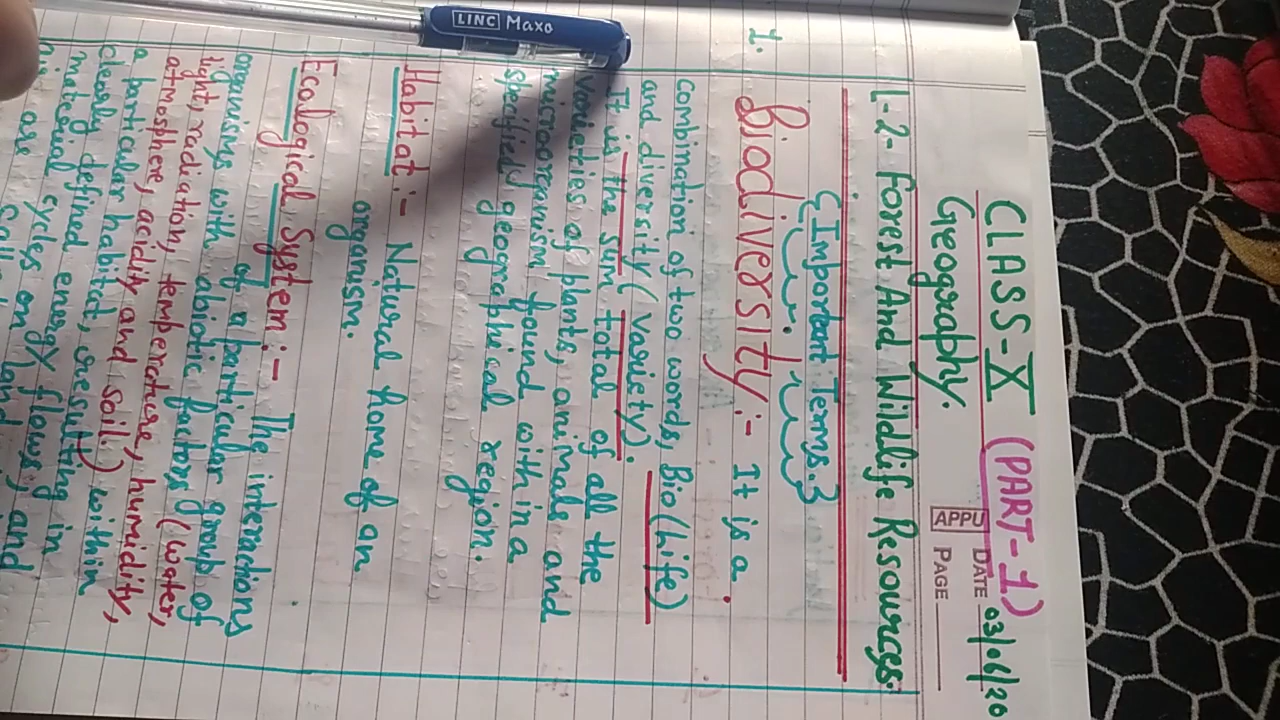 CLASS-X (PART-1)
Geography.
APPU DATE 03/06/20
PAGE
L-2- Forest And Wildlife Resources
{Important Terms.}
1. Biodiversity:- It is a
combination of two words, Bio(Life)
and diversity(Variety).
It is the sum total of all the
Varieties of plants, animals and
microorganism found with in a
specified geographical region.
Habitat:- Natural home of an
organism.
Ecological System:- The interactions
of a particular group of
organisms with abiotic factors (water,
light, radiation, temperature, humidity,
atmosphere, acidity and soil) within
a particular habitat, resulting in
clearly defined energy flows, and
material cycles on land, and
are
LINC Maxo